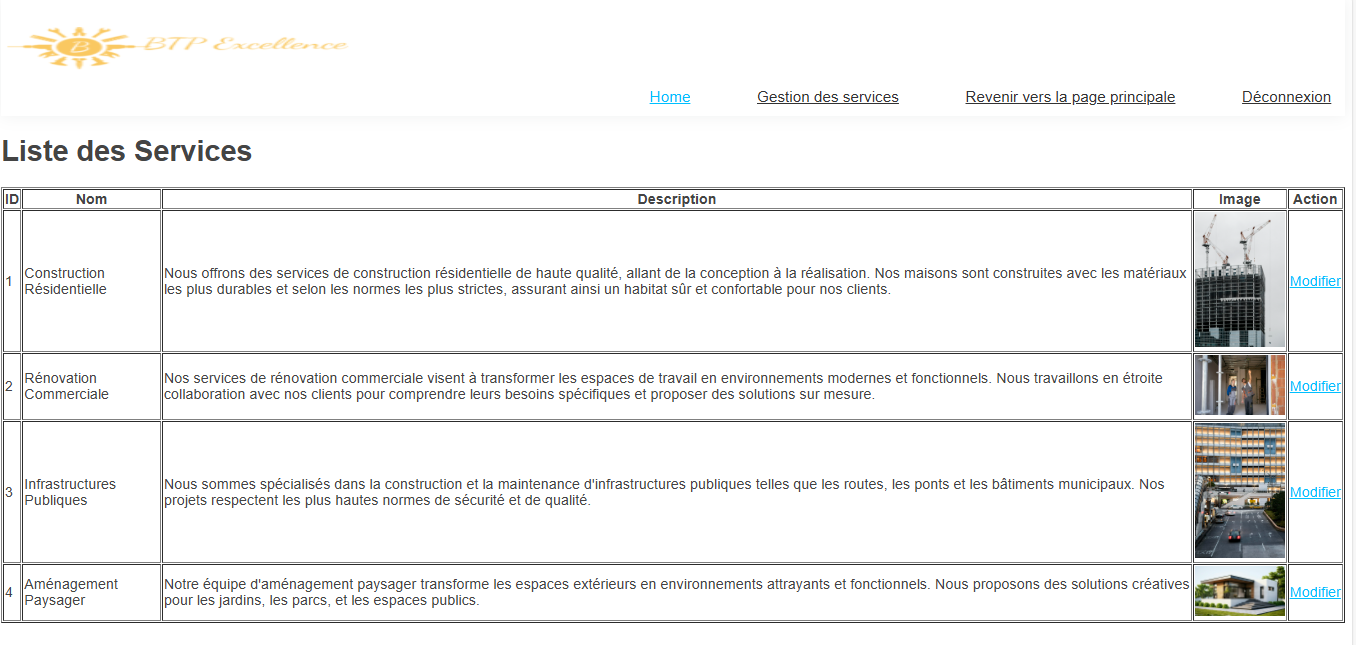 B BTP Excellence
Home Gestion des services Revenir vers la page principale Déconnexion
Liste des Services
ID Nom Description Image Action
1 Construction Résidentielle Nous offrons des services de construction résidentielle de haute qualité, allant de la conception à la réalisation. Nos maisons sont construites avec les matériaux
les plus durables et selon les normes les plus strictes, assurant ainsi un habitat sûr et confortable pour nos clients. Modifier
2 Rénovation Commerciale Nos services de rénovation commerciale visent à transformer les espaces de travail en environnements modernes et fonctionnels. Nous travaillons en étroite
collaboration avec nos clients pour comprendre leurs besoins spécifiques et proposer des solutions sur mesure. Modifier
3 Infrastructures Publiques Nous sommes spécialisés dans la construction et la maintenance d'infrastructures publiques telles que les routes, les ponts et les bâtiments municipaux. Nos
projets respectent les plus hautes normes de sécurité et de qualité. Modifier
4 Aménagement Paysager Notre équipe d'aménagement paysager transforme les espaces extérieurs en environnements attrayants et fonctionnels. Nous proposons des solutions créatives
pour les jardins, les parcs, et les espaces publics. Modifier